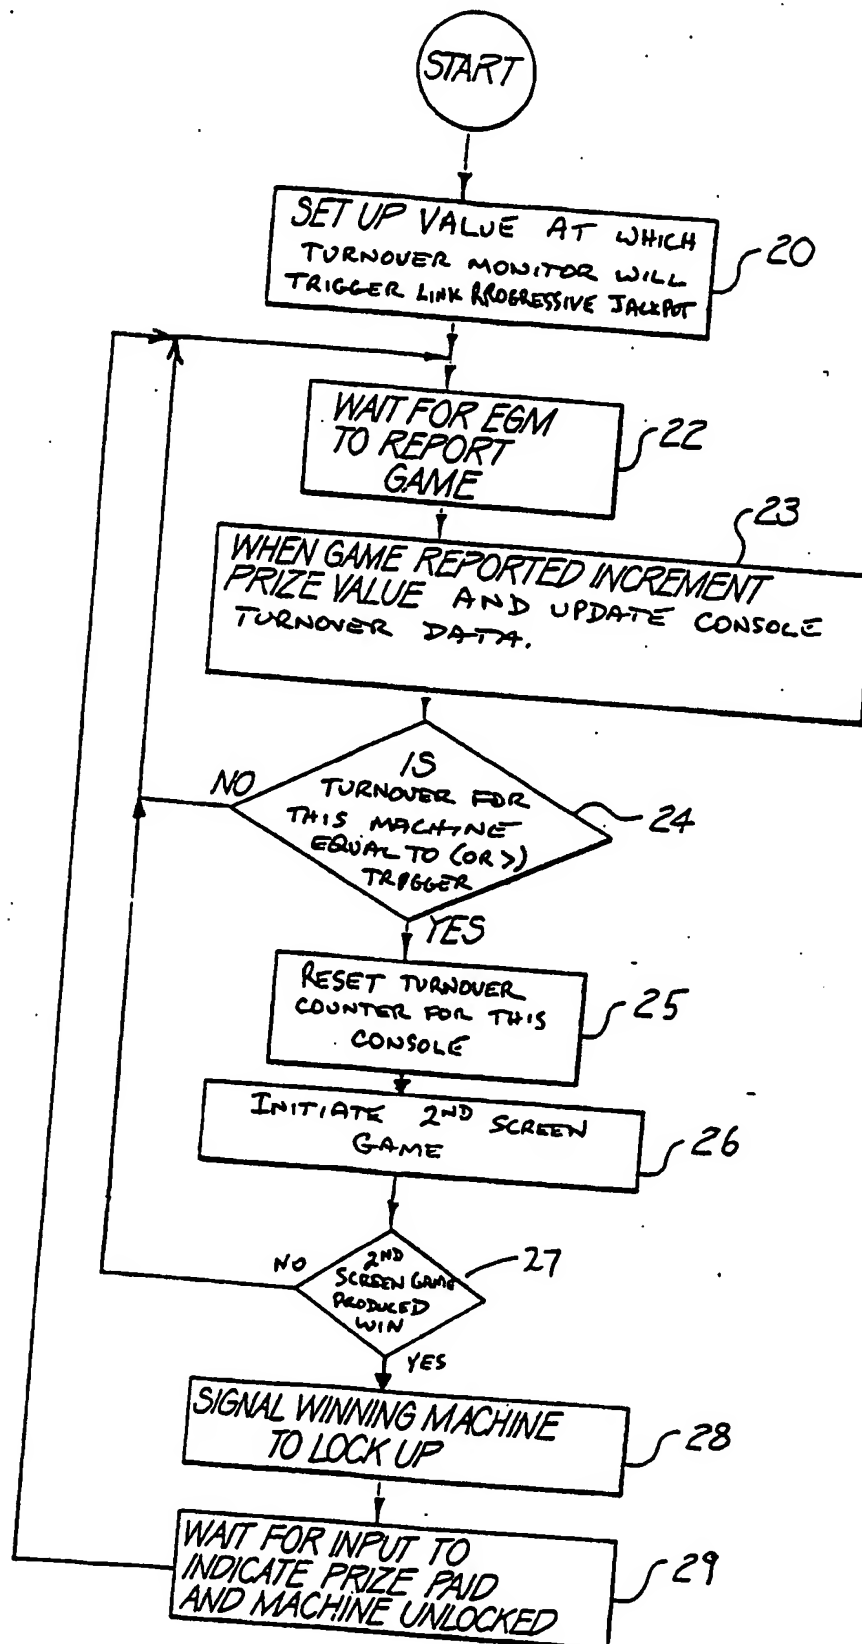 START
SET UP VALUE AT WHICH
TURNOVER MONITOR WILL
TRIGGER LINK PROGRESSIVE JACKPOT
20
WAIT FOR EGM
TO REPORT
GAME
22
23
WHEN GAME REPORTED INCREMENT
PRIZE VALUE AND UPDATE CONSOLE
TURNOVER DATA.
NO
IS
TURNOVER FOR
THIS MACHINE
EQUAL TO (OR >)
TRIGGER
24
YES
RESET TURNOVER
COUNTER FOR THIS
CONSOLE
25
INITIATE 2ND SCREEN
GAME
26
NO
2ND
SCREEN GAME
PRODUCED
WIN
27
YES
SIGNAL WINNING MACHINE
TO LOCK UP
28
WAIT FOR INPUT TO
INDICATE PRIZE PAID
AND MACHINE UNLOCKED
29